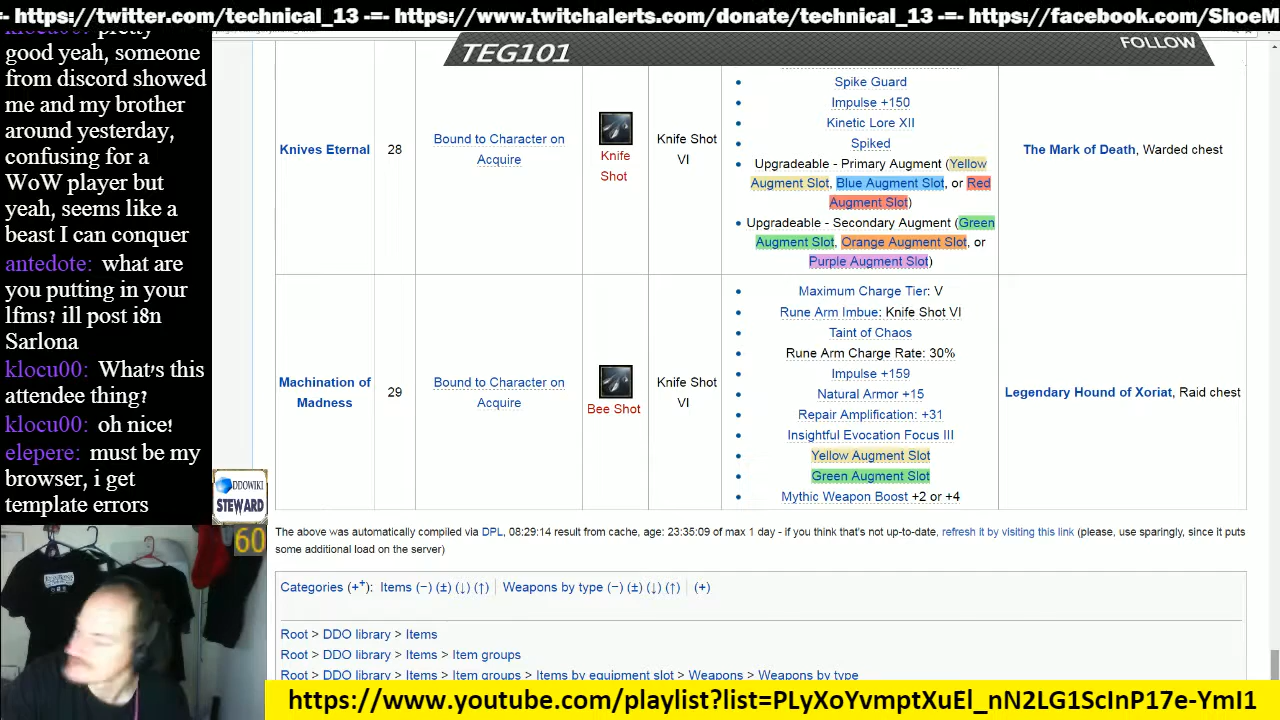 =- https://twitter.com/technical_13 -=- https://www.twitchalerts.com/donate/technical_13 -=- https://facebook.com/ShoeM
klocu00: pretty
good yeah, someone
from discord showed
me and my brother
around yesterday,
confusing for a
WoW player but
yeah, seems like a
beast I can conquer
antedote: what are
you putting in your
lfms? ill post i8n
Sarlona
klocu00: What's this
attendee thing?
klocu00: oh nice!
elepere: must be my
browser, i get
template errors
DDOWIKI
STEWARD
60
TEG101
FOLLOW
Knives Eternal
28
Bound to Character on
Acquire
Knife
Shot
Knife Shot
VI
Spike Guard
Impulse +150
Kinetic Lore XII
Spiked
Upgradeable - Primary Augment (Yellow
Augment Slot, Blue Augment Slot, or Red
Augment Slot)
Upgradeable - Secondary Augment (Green
Augment Slot, Orange Augment Slot, or
Purple Augment Slot)
The Mark of Death, Warded chest
Machination of
Madness
29
Bound to Character on
Acquire
Bee Shot
Knife Shot
VI
Maximum Charge Tier: V
Rune Arm Imbue: Knife Shot VI
Taint of Chaos
Rune Arm Charge Rate: 30%
Impulse +159
Natural Armor +15
Repair Amplification: +31
Insightful Evocation Focus III
Yellow Augment Slot
Green Augment Slot
Mythic Weapon Boost +2 or +4
Legendary Hound of Xoriat, Raid chest
The above was automatically compiled via DPL, 08:29:14 result from cache, age: 23:35:09 of max 1 day - if you think that's not up-to-date, refresh it by visiting this link (please, use sparingly, since it puts
some additional load on the server)
Categories (+⁺): Items (−) (±) (↓) (↑) | Weapons by type (−) (±) (↓) (↑) | (+)
Root > DDO library > Items
Root > DDO library > Items > Item groups
Root > DDO library > Items > Item groups > Items by equipment slot > Weapons > Weapons by type
https://www.youtube.com/playlist?list=PLyXoYvmptXuEl_nN2LG1ScInP17e-YmI1